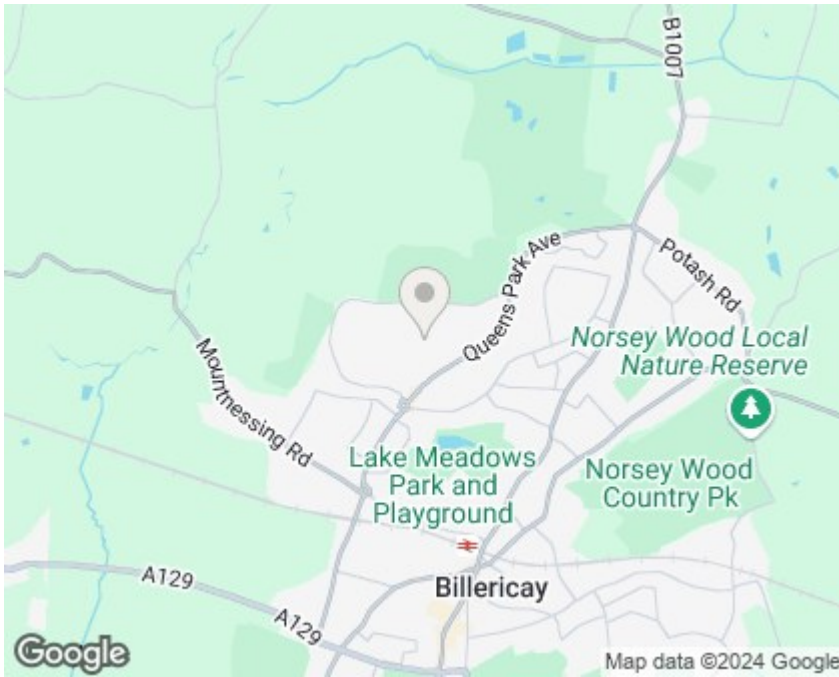 B1007
Queens Park Ave
Potash Rd
Norsey Wood Local
Nature Reserve
Mountnessing Rd
Lake Meadows
Park and
Playground
Norsey Wood
Country Pk
A129
Billericay
A129
Google
Map data ©2024 Google